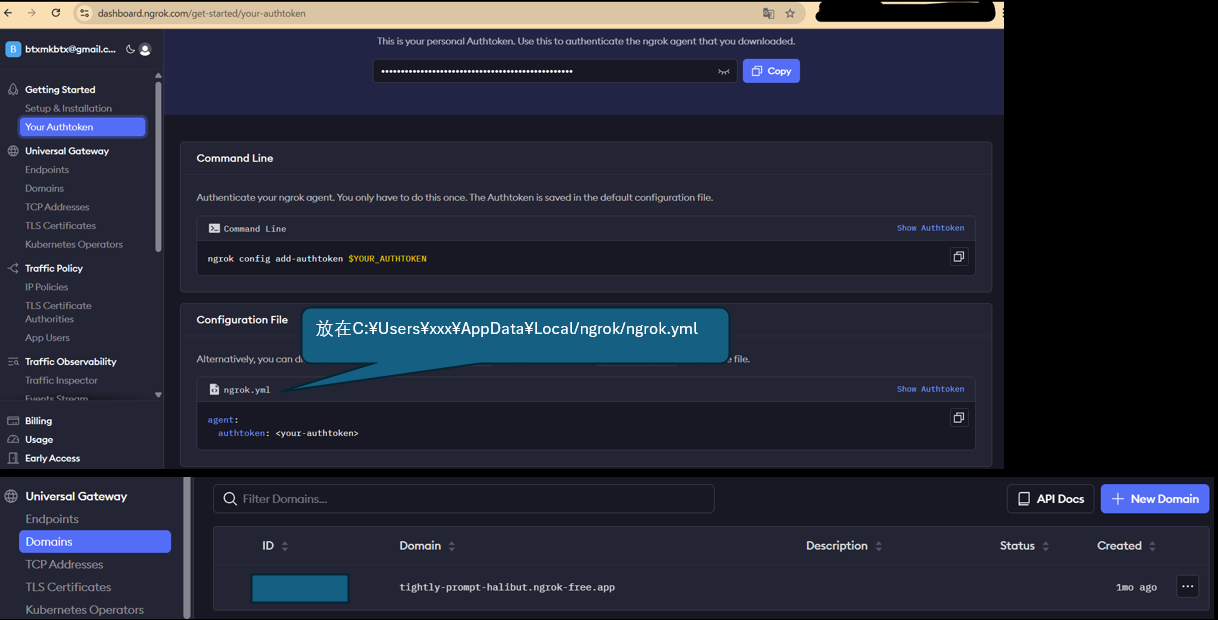 dashboard.ngrok.com/get-started/your-authtoken
B btxmkbtx@gmail.c...
This is your personal Authtoken. Use this to authenticate the ngrok agent that you downloaded.
Copy
Getting Started
Setup & Installation
Your Authtoken
Universal Gateway
Endpoints
Domains
TCP Addresses
TLS Certificates
Kubernetes Operators
Traffic Policy
IP Policies
TLS Certificate
Authorities
App Users
Traffic Observability
Traffic Inspector
Events Stream
Billing
Usage
Early Access
Command Line
Authenticate your ngrok agent. You only have to do this once. The Authtoken is saved in the default configuration file.
Command Line
Show Authtoken
ngrok config add-authtoken $YOUR_AUTHTOKEN
Configuration File
放在C:¥Users¥xxx¥AppData¥Local/ngrok/ngrok.yml
Alternatively, you can
file.
ngrok.yml
Show Authtoken
agent:
authtoken: <your-authtoken>
Universal Gateway
Endpoints
Domains
TCP Addresses
TLS Certificates
Kubernetes Operators
Filter Domains...
API Docs
New Domain
ID Domain Description Status Created
tightly-prompt-halibut.ngrok-free.app 1mo ago